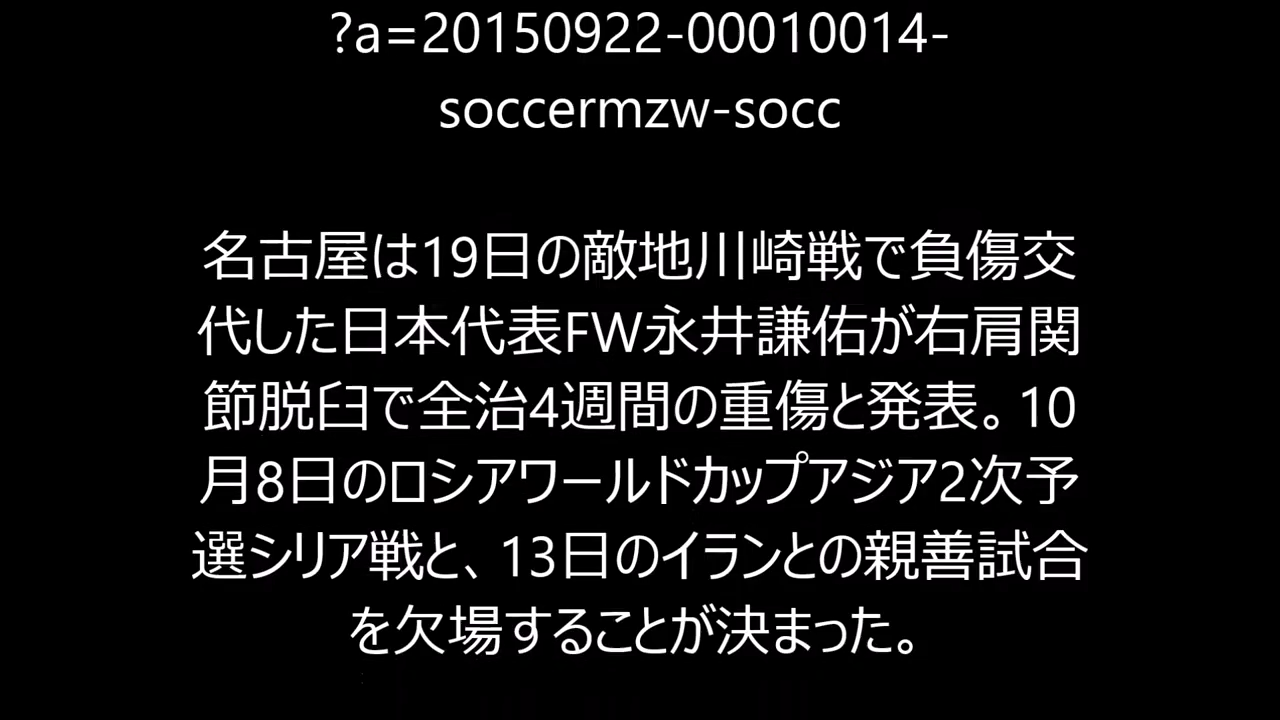 ?a=20150922-00010014-
soccermzw-socc
名古屋は19日の敵地川崎戦で負傷交
代した日本代表FW永井謙佑が右肩関
節脱臼で全治4週間の重傷と発表。10
月8日のロシアワールドカップアジア2次予
選シリア戦と、13日のイランとの親善試合
を欠場することが決まった。